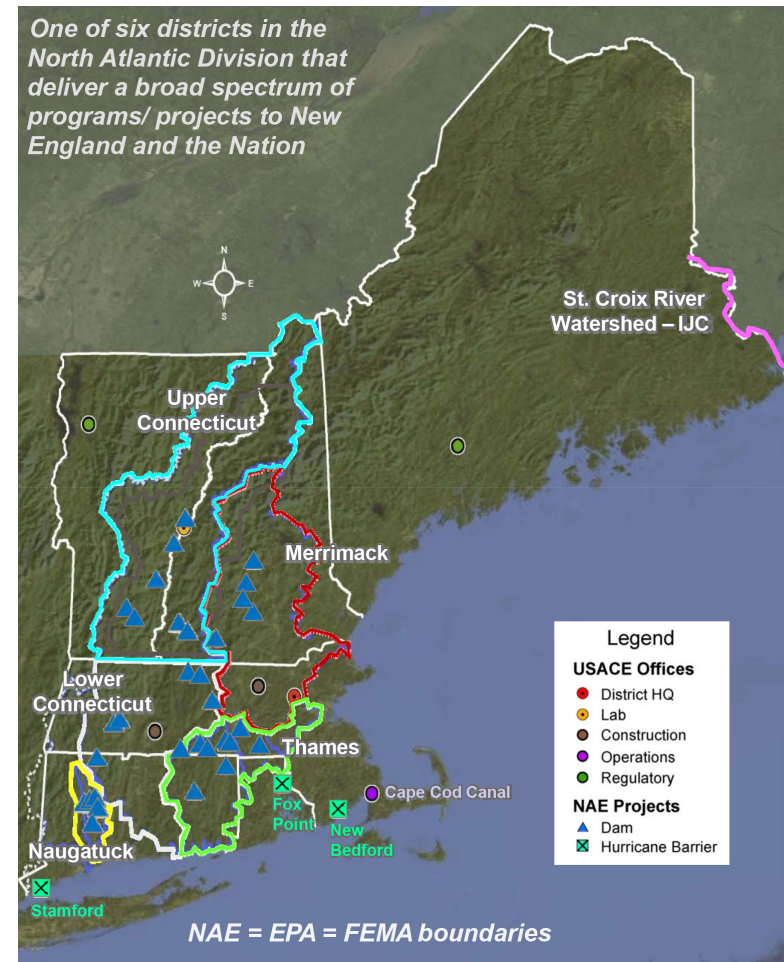 One of six districts in the
North Atlantic Division that
deliver a broad spectrum of
programs/ projects to New
England and the Nation
N
W
E
S
St. Croix River
Watershed – IJC
Upper
Connecticut
Merrimack
Lower
Connecticut
Thames
Fox
Point
New
Bedford
Cape Cod Canal
Naugatuck
Stamford
NAE = EPA = FEMA boundaries
Legend
USACE Offices
District HQ
Lab
Construction
Operations
Regulatory
NAE Projects
Dam
Hurricane Barrier